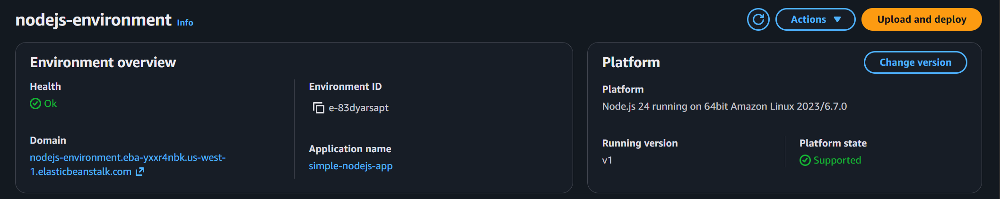 nodejs-environment Info
Actions
Upload and deploy
Environment overview
Health
Ok
Domain
nodejs-environment.eba-yxxr4nbk.us-west-
1.elasticbeanstalk.com
Environment ID
e-83dyarsapt
Application name
simple-nodejs-app
Platform
Change version
Platform
Node.js 24 running on 64bit Amazon Linux 2023/6.7.0
Running version
v1
Platform state
Supported